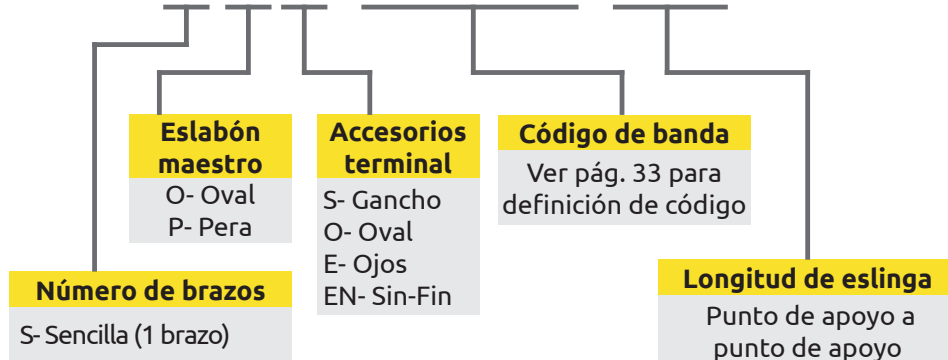 Eslabón
maestro
O- Oval
P- Pera
Accesorios
terminal
S- Gancho
O- Oval
E- Ojos
EN- Sin-Fin
Código de banda
Ver pág. 33 para
definición de código
Número de brazos
S- Sencilla (1 brazo)
Longitud de eslinga
Punto de apoyo a
punto de apoyo